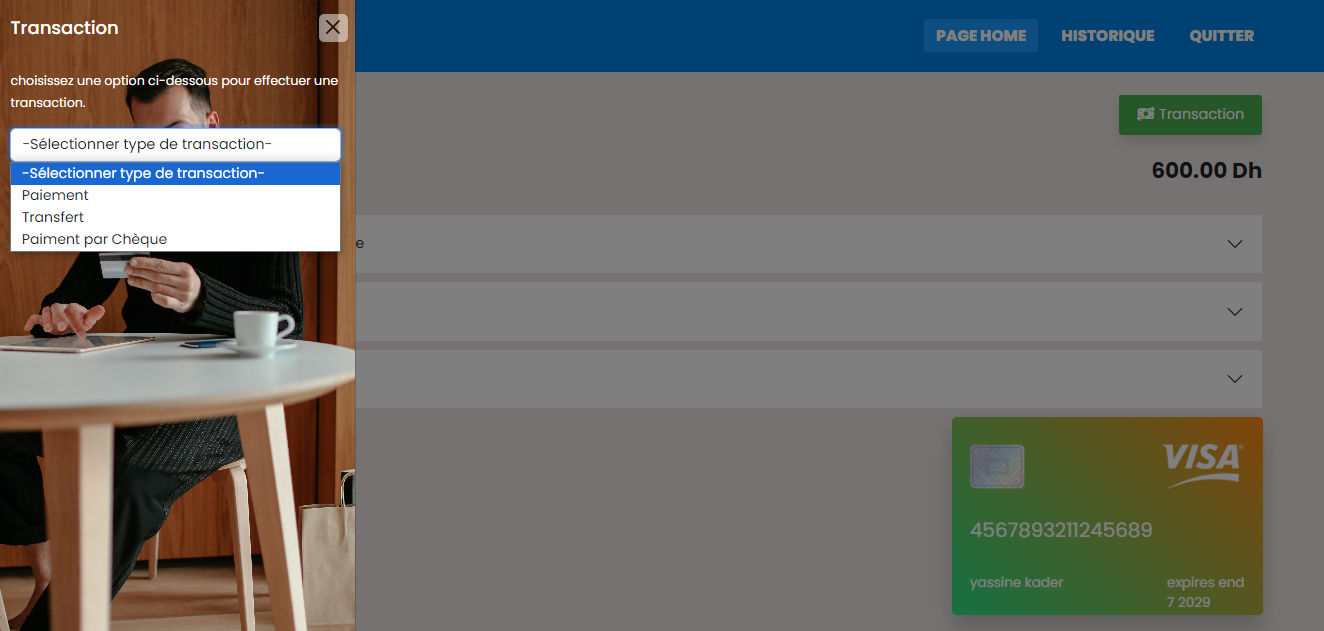 Transaction
choisissez une option ci-dessous pour effectuer une
transaction.
-Sélectionner type de transaction-
-Sélectionner type de transaction-
Paiement
Transfert
Paiment par Chèque
PAGE HOME
HISTORIQUE
QUITTER
Transaction
600.00 Dh
e
VISA
4567893211245689
yassine kader
expires end
7 2029